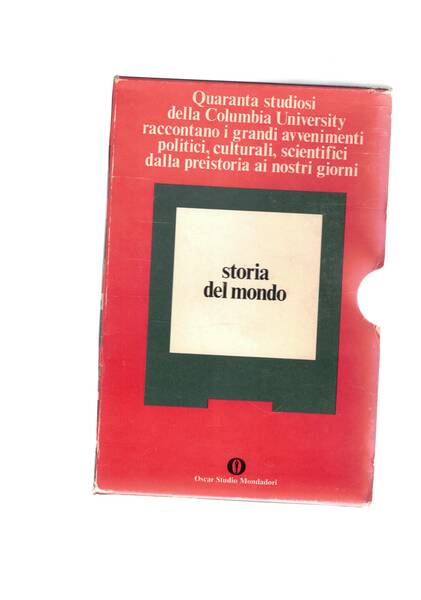 Quaranta studiosi
della Columbia University
raccontano i grandi avvenimenti
politici, culturali, scientifici
dalla preistoria ai nostri giorni
storia
del mondo
Oscar Studio Mondadori